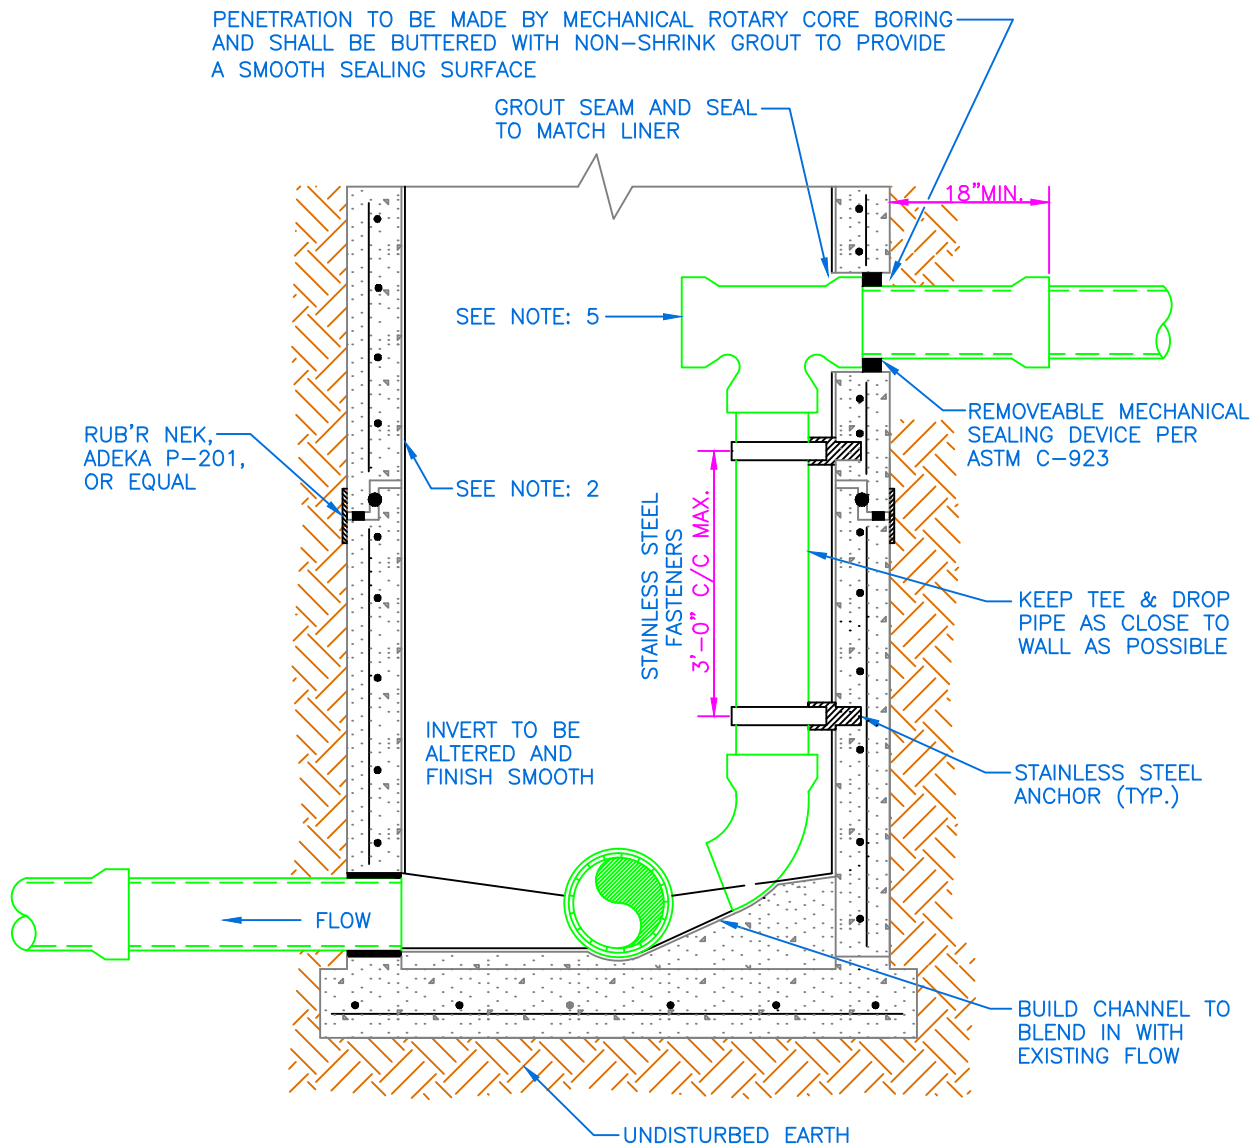 PENETRATION TO BE MADE BY MECHANICAL ROTARY CORE BORING
AND SHALL BE BUTTERED WITH NON-SHRINK GROUT TO PROVIDE
A SMOOTH SEALING SURFACE
GROUT SEAM AND SEAL
TO MATCH LINER
18"MIN.
SEE NOTE: 5
REMOVEABLE MECHANICAL
SEALING DEVICE PER
ASTM C-923
RUB'R NEK,
ADEKA P-201,
OR EQUAL
SEE NOTE: 2
STAINLESS STEEL
FASTENERS
3'-0" C/C MAX.
KEEP TEE & DROP
PIPE AS CLOSE TO
WALL AS POSSIBLE
INVERT TO BE
ALTERED AND
FINISH SMOOTH
STAINLESS STEEL
ANCHOR (TYP.)
FLOW
BUILD CHANNEL TO
BLEND IN WITH
EXISTING FLOW
UNDISTURBED EARTH